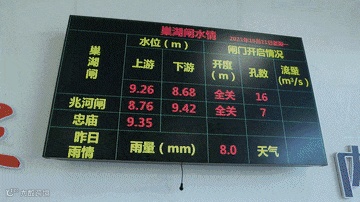 巢湖闸水情
水位(m) 闸门开启情况
巢湖闸 上游 下游 开度(m) 孔数 流量(m³/s)
9.26 8.68 全关 16
兆河闸 8.76 9.42 全关 7
忠庙 9.35
昨日雨情 雨量(mm) 8.0 天气